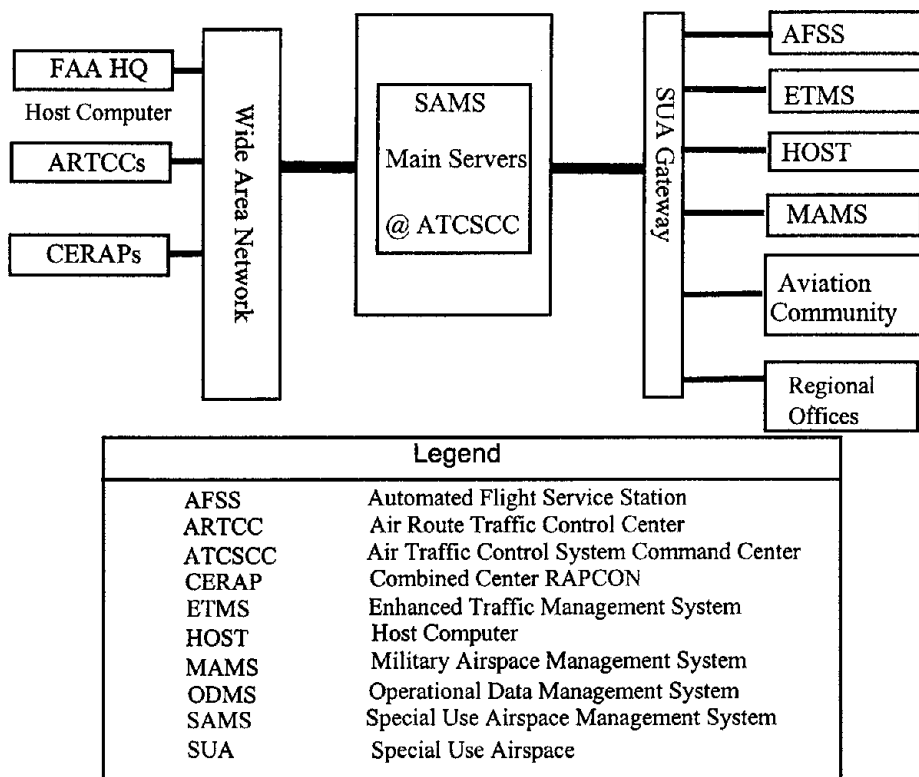 FAA HQ
Host Computer
ARTCCs
CERAPs
Wide Area Network
SAMS
Main Servers
@ ATCSCC
SUA Gateway
AFSS
ETMS
HOST
MAMS
Aviation
Community
Regional
Offices
Legend
AFSS Automated Flight Service Station
ARTCC Air Route Traffic Control Center
ATCSCC Air Traffic Control System Command Center
CERAP Combined Center RAPCON
ETMS Enhanced Traffic Management System
HOST Host Computer
MAMS Military Airspace Management System
ODMS Operational Data Management System
SAMS Special Use Airspace Management System
SUA Special Use Airspace